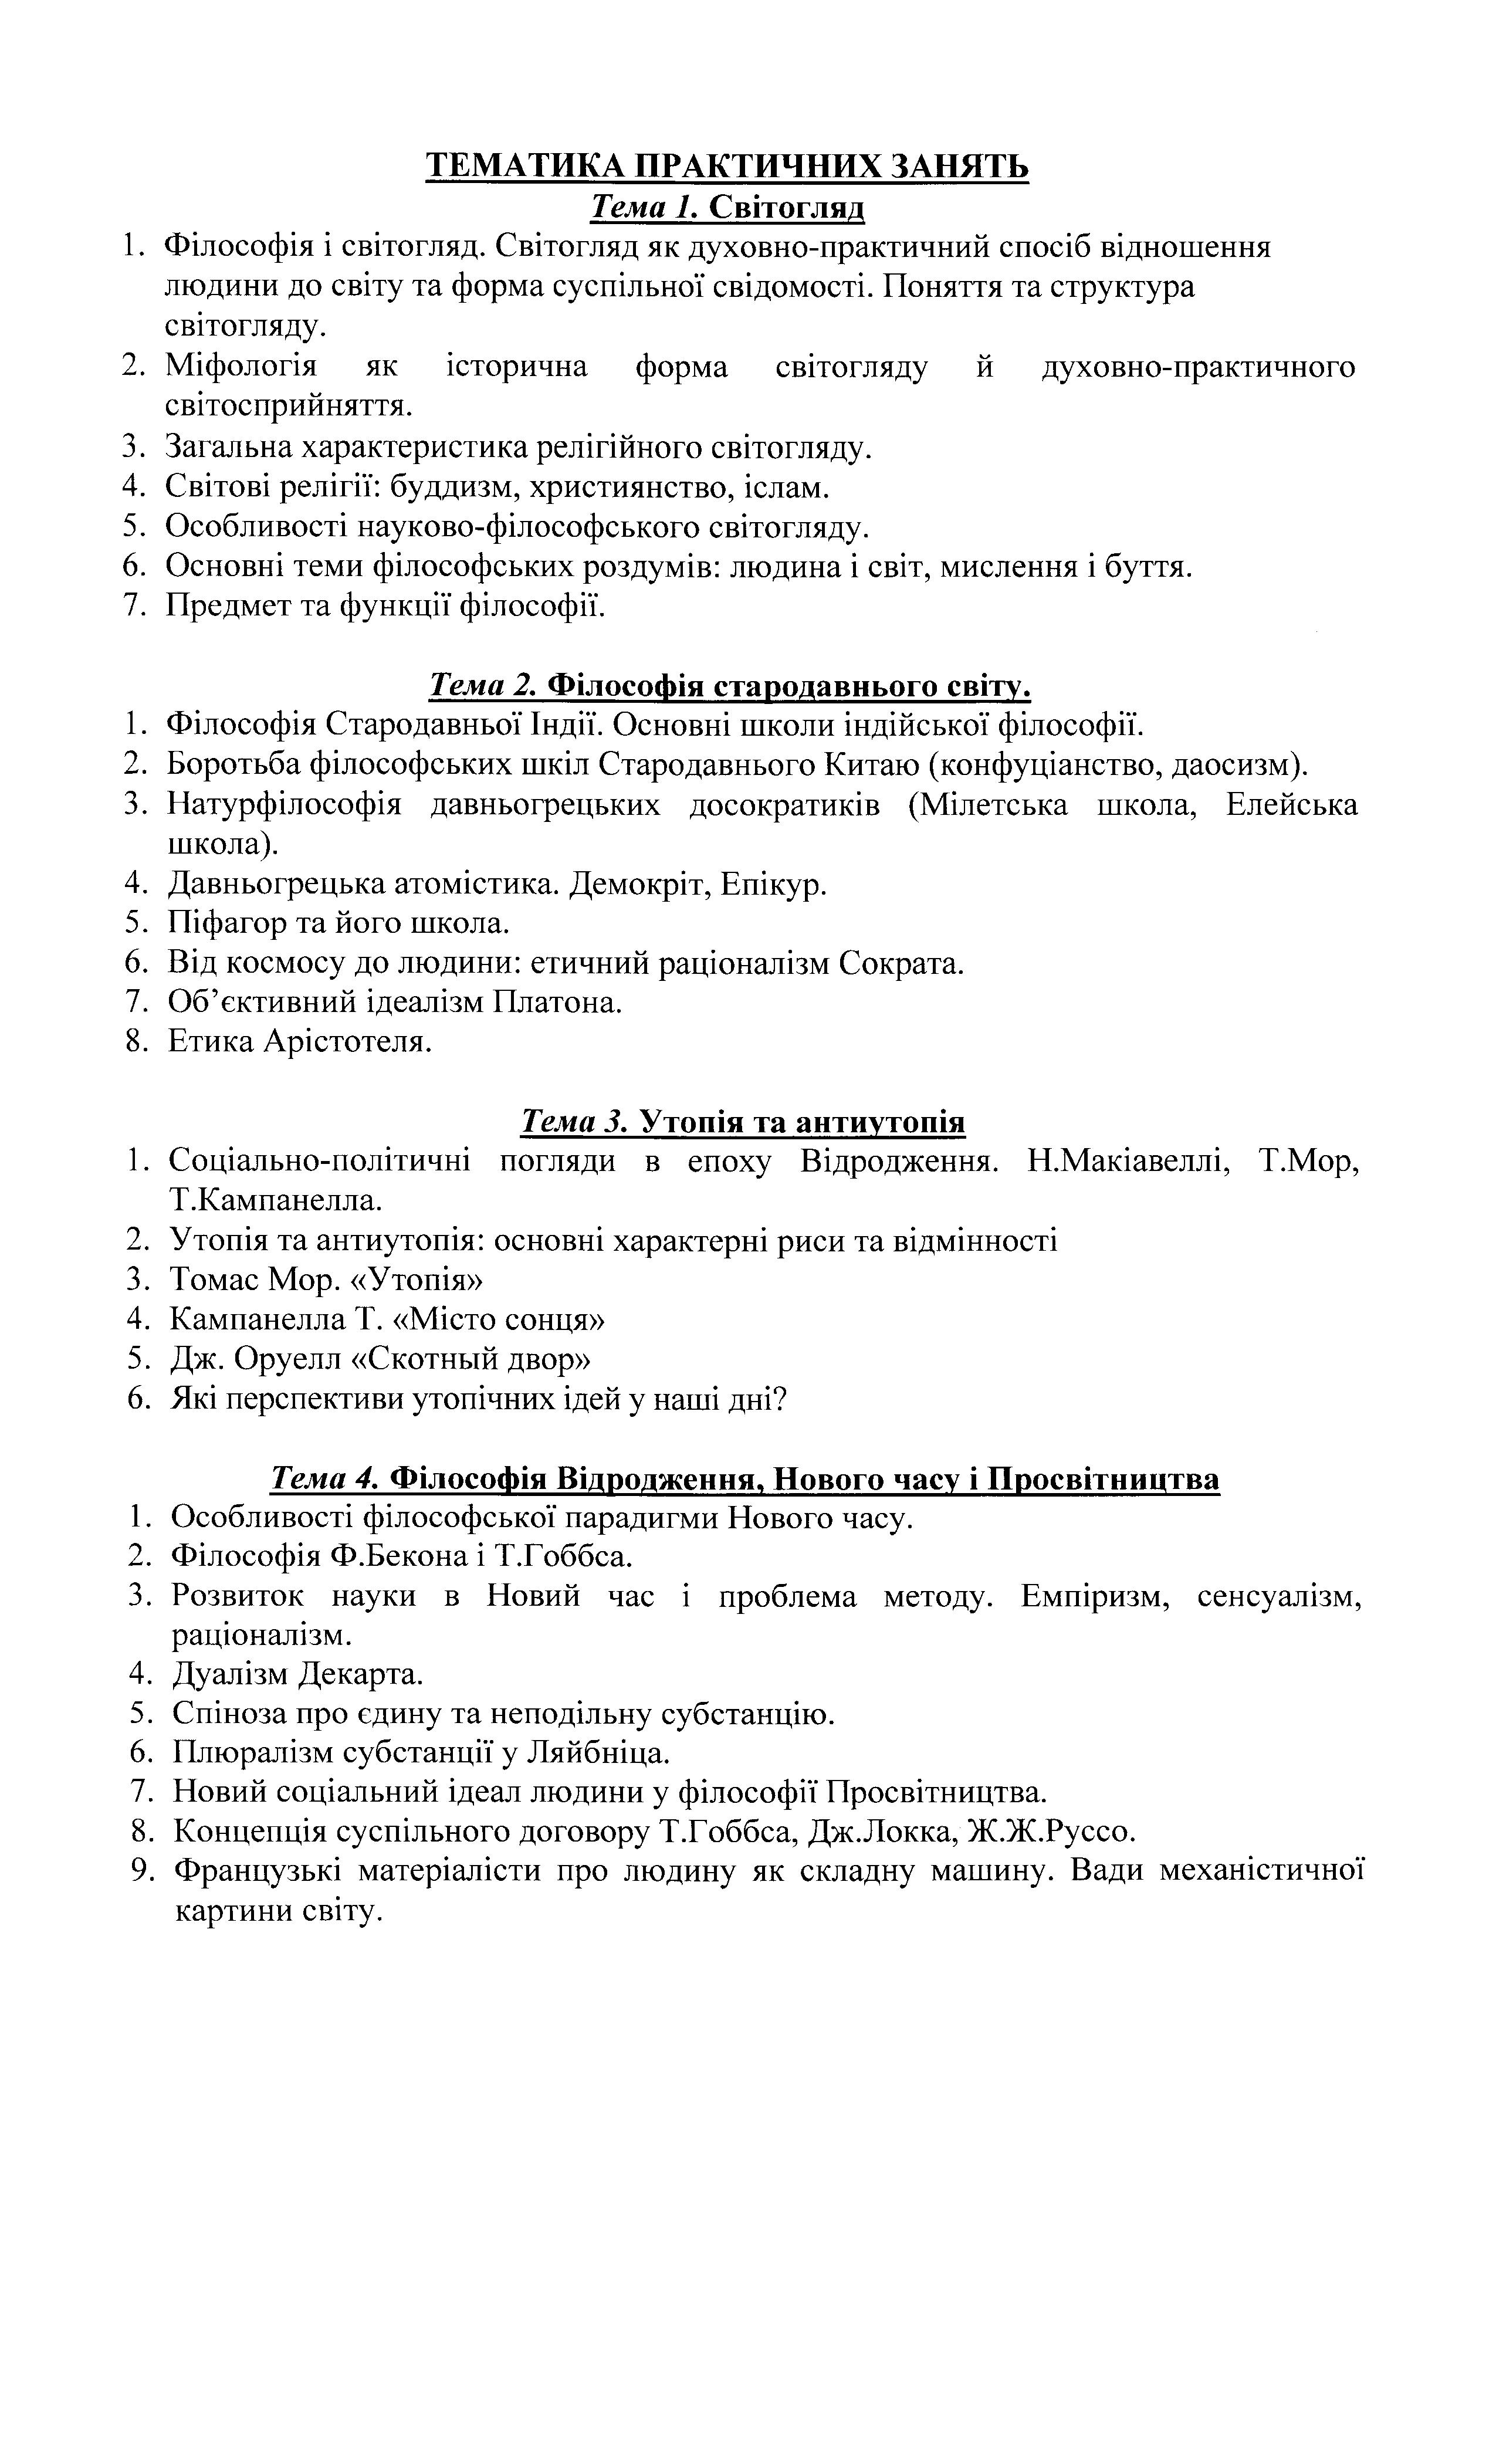 ТЕМАТИКА ПРАКТИЧНИХ ЗАНЯТЬ
Тема 1. Світогляд
1. Філософія і світогляд. Світогляд як духовно-практичний спосіб відношення
людини до світу та форма суспільної свідомості. Поняття та структура
світогляду.
2. Міфологія як історична форма світогляду й духовно-практичного
світосприйняття.
3. Загальна характеристика релігійного світогляду.
4. Світові релігії: буддизм, християнство, іслам.
5. Особливості науково-філософського світогляду.
6. Основні теми філософських роздумів: людина і світ, мислення і буття.
7. Предмет та функції філософії.
Тема 2. Філософія стародавнього світу.
1. Філософія Стародавньої Індії. Основні школи індійської філософії.
2. Боротьба філософських шкіл Стародавнього Китаю (конфуціанство, даосизм).
3. Натурфілософія давньогрецьких досократиків (Мілетська школа, Елейська
школа).
4. Давньогрецька атомістика. Демокріт, Епікур.
5. Піфагор та його школа.
6. Від космосу до людини: етичний раціоналізм Сократа.
7. Об’єктивний ідеалізм Платона.
8. Етика Арістотеля.
Тема 3. Утопія та антиутопія
1. Соціально-політичні погляди в епоху Відродження. Н.Макіавеллі, Т.Мор,
Т.Кампанелла.
2. Утопія та антиутопія: основні характерні риси та відмінності
3. Томас Мор. «Утопія»
4. Кампанелла Т. «Місто сонця»
5. Дж. Оруелл «Скотный двор»
6. Які перспективи утопічних ідей у наші дні?
Тема 4. Філософія Відродження, Нового часу і Просвітництва
1. Особливості філософської парадигми Нового часу.
2. Філософія Ф.Бекона і Т.Гоббса.
3. Розвиток науки в Новий час і проблема методу. Емпіризм, сенсуалізм,
раціоналізм.
4. Дуалізм Декарта.
5. Спіноза про єдину та неподільну субстанцію.
6. Плюралізм субстанції у Ляйбніца.
7. Новий соціальний ідеал людини у філософії Просвітництва.
8. Концепція суспільного договору Т.Гоббса, Дж.Локка, Ж.Ж.Руссо.
9. Французькі матеріалісти про людину як складну машину. Вади механістичної
картини світу.